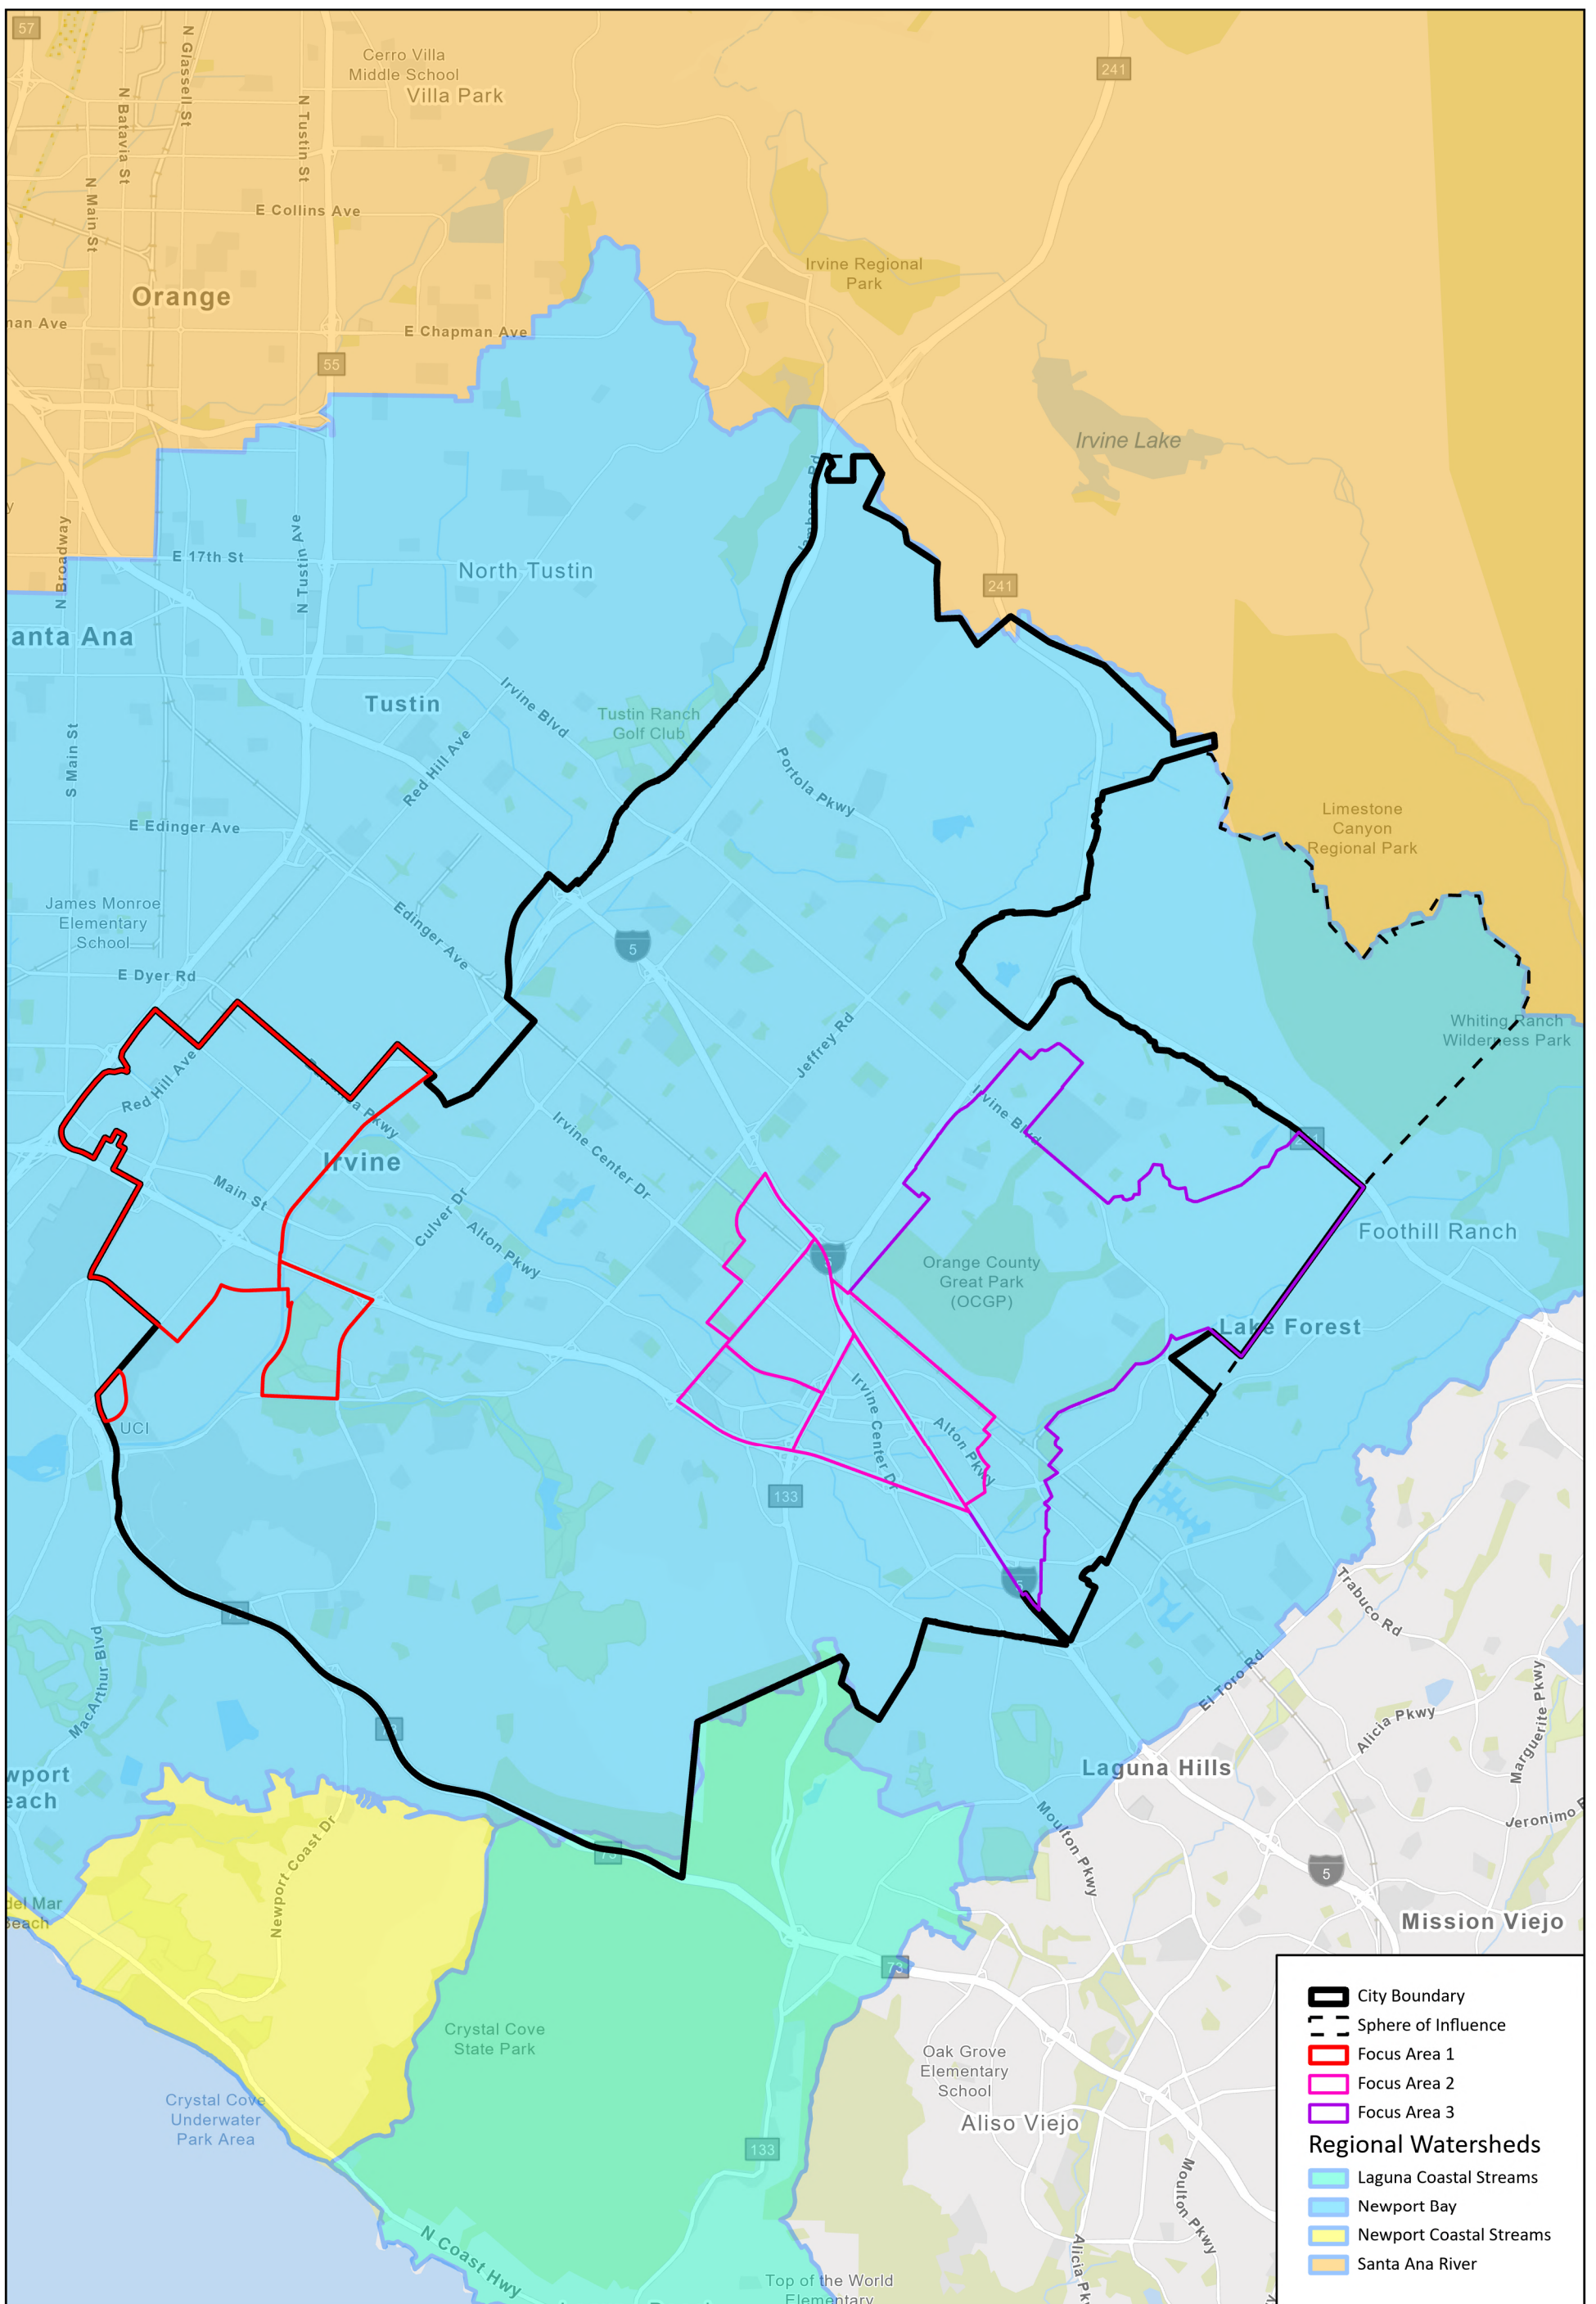 57
N Glassell St
Cerro Villa
Middle School
Villa Park
241
N Batavia St
N Tustin St
N Main St
E Collins Ave
Irvine Regional
Park
Orange
E Chapman Ave
55
Irvine Lake
N Broadway
E 17th St
N Tustin Ave
North Tustin
241
anta Ana
Tustin
Irvine Blvd
Tustin Ranch
Golf Club
S Main St
Red Hill Ave
Portola Pkwy
E Edinger Ave
Limestone
Canyon
Regional Park
James Monroe
Elementary
School
Edinger Ave
5
E Dyer Rd
Whiting Ranch
Wilderness Park
Jeffrey Rd
Red Hill Ave
Irvine Blvd
Irvine
Irvine Center Dr
Main St
Culver Dr
Alton Pkwy
Foothill Ranch
Orange County
Great Park
(OCGP)
Lake Forest
UCI
Irvine Center D
Alton Pkwy
133
Trabuco Rd
MacArthur Blvd
El Toro Rd
Alicia Pkwy
Marguerite Pkwy
wport
each
Laguna Hills
Moulton Pkwy
Jeronimo
Newport Coast Dr
73
5
del Mar
Beach
Mission Viejo
73
Crystal Cove
State Park
Oak Grove
Elementary
School
Crystal Cove
Underwater
Park Area
Aliso Viejo
133
Moulton Pkwy
N Coast Hwy
Alicia Pk
Top of the World
Elementary
City Boundary
Sphere of Influence
Focus Area 1
Focus Area 2
Focus Area 3
Regional Watersheds
Laguna Coastal Streams
Newport Bay
Newport Coastal Streams
Santa Ana River